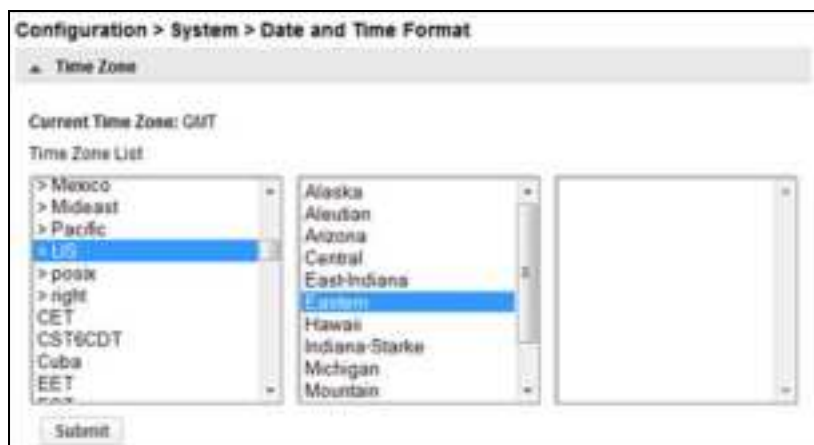 Configuration > System > Date and Time Format
Time Zone
Current Time Zone: GMT
Time Zone List
> Mexico
> Mideast
> Pacific
> US
> posix
> right
CET
CST6CDT
Cuba
EET
Alaska
Aleutian
Arizona
Central
East-Indiana
Eastern
Hawaii
Indiana-Starke
Michigan
Mountain
Submit